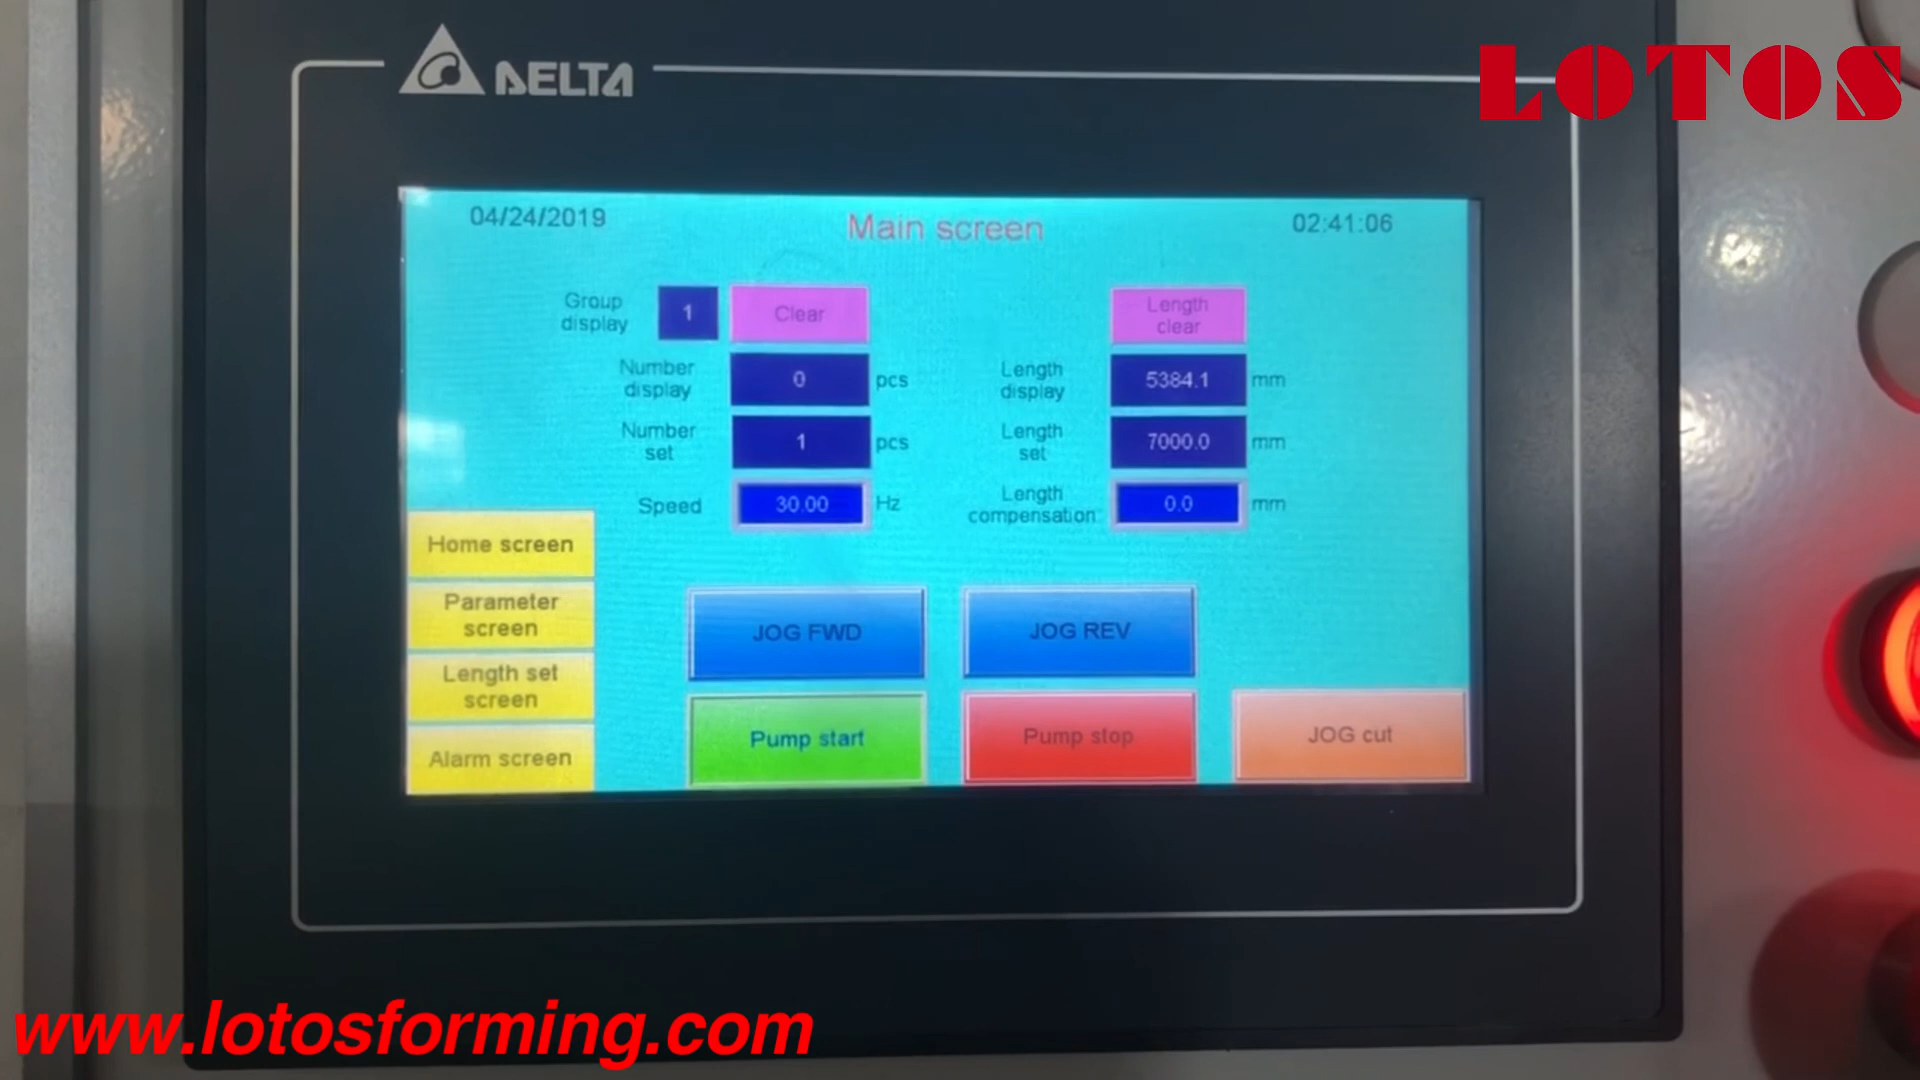 DELTA
LOTOS
04/24/2019
Main screen
02:41:06
Group
display
1
Clear
Length
clear
Number
display
0
pcs
Length
display
5384.1
mm
Number
set
1
pcs
Length
set
7000.0
mm
Speed
30.00
Hz
Length
compensation
0.0
mm
Home screen
Parameter
screen
Length set
screen
Alarm screen
JOG FWD
JOG REV
Pump start
Pump stop
JOG cut
www.lotosforming.com